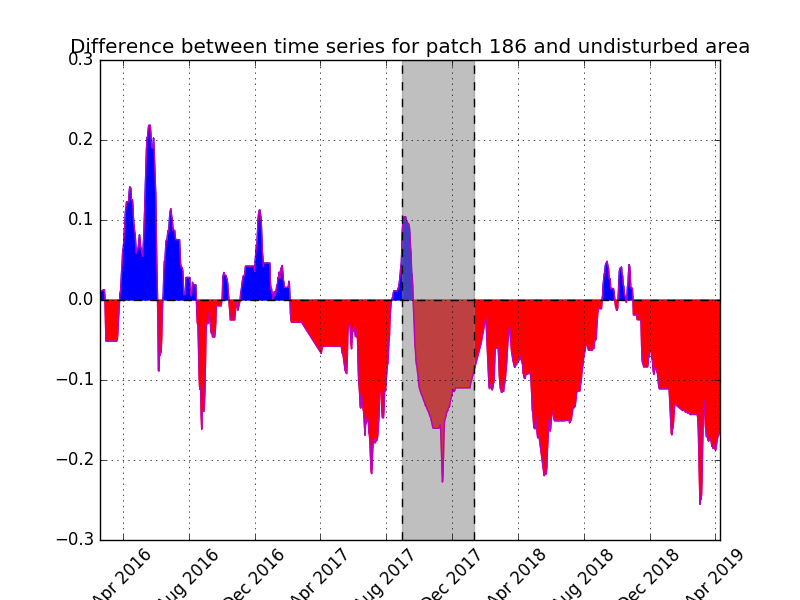 Difference between time series for patch 186 and undisturbed area
0.3
0.2
0.1
0.0
−0.1
−0.2
−0.3
Apr 2016
Aug 2016
Dec 2016
Apr 2017
Aug 2017
Dec 2017
Apr 2018
Aug 2018
Dec 2018
Apr 2019